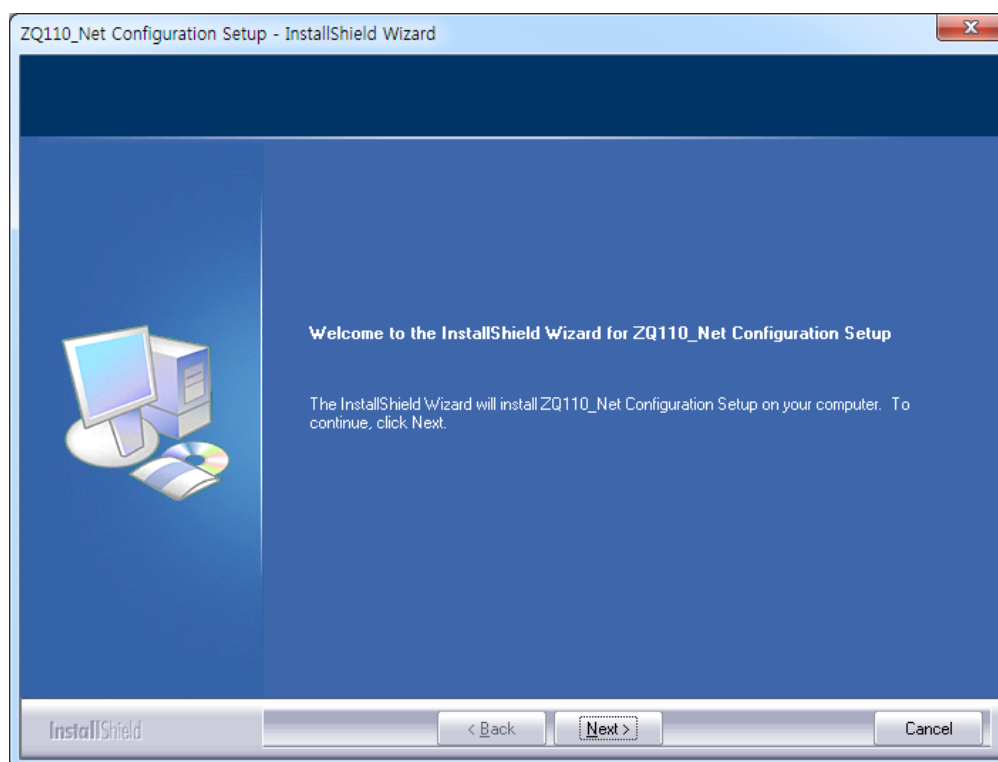 ZQ110_Net Configuration Setup - InstallShield Wizard
Welcome to the InstallShield Wizard for ZQ110_Net Configuration Setup
The InstallShield Wizard will install ZQ110_Net Configuration Setup on your computer. To
continue, click Next.
InstallShield
< Back
Next >
Cancel